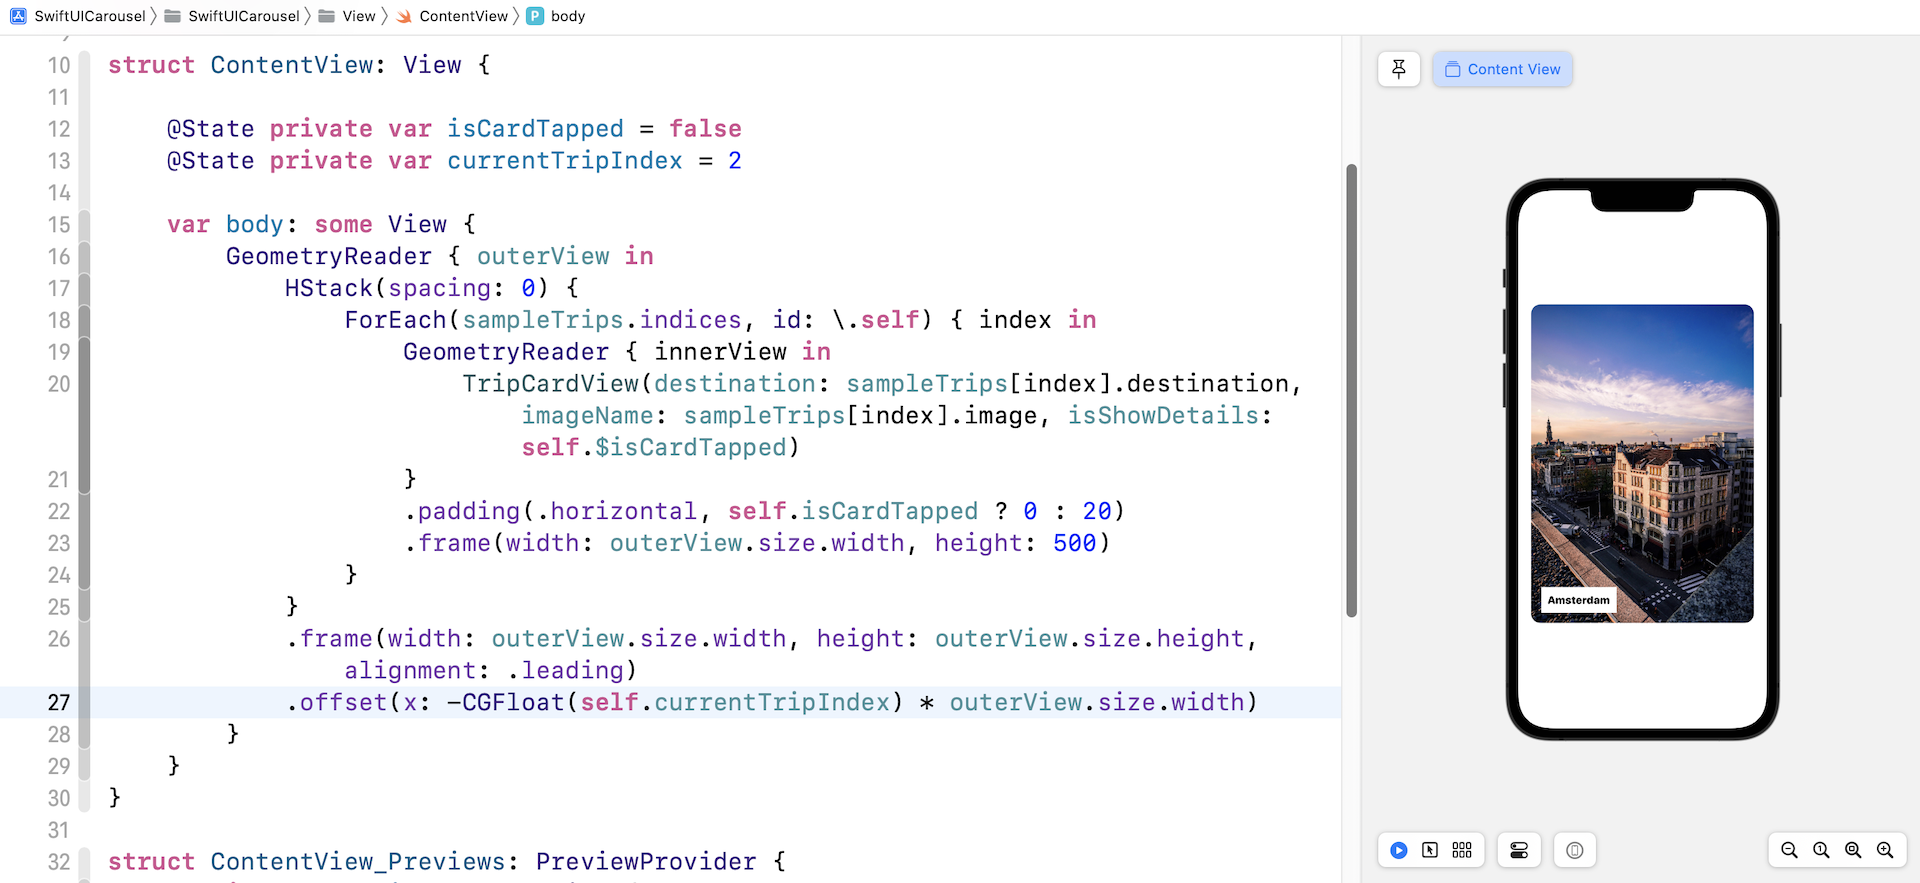 SwiftUICarousel SwiftUICarousel View ContentView P body
10 struct ContentView: View {
11
12 @State private var isCardTapped = false
13 @State private var currentTripIndex = 2
14
15 var body: some View {
16 GeometryReader { outerView in
17 HStack(spacing: 0) {
18 ForEach(sampleTrips.indices, id: \.self) { index in
19 GeometryReader { innerView in
20 TripCardView(destination: sampleTrips[index].destination,
imageName: sampleTrips[index].image, isShowDetails:
self.$isCardTapped)
21 }
22 .padding(.horizontal, self.isCardTapped ? 0 : 20)
23 .frame(width: outerView.size.width, height: 500)
24 }
25 }
26 .frame(width: outerView.size.width, height: outerView.size.height,
alignment: .leading)
27 .offset(x: -CGFloat(self.currentTripIndex) * outerView.size.width)
28 }
29 }
30 }
31
32 struct ContentView_Previews: PreviewProvider {
Content View
Amsterdam